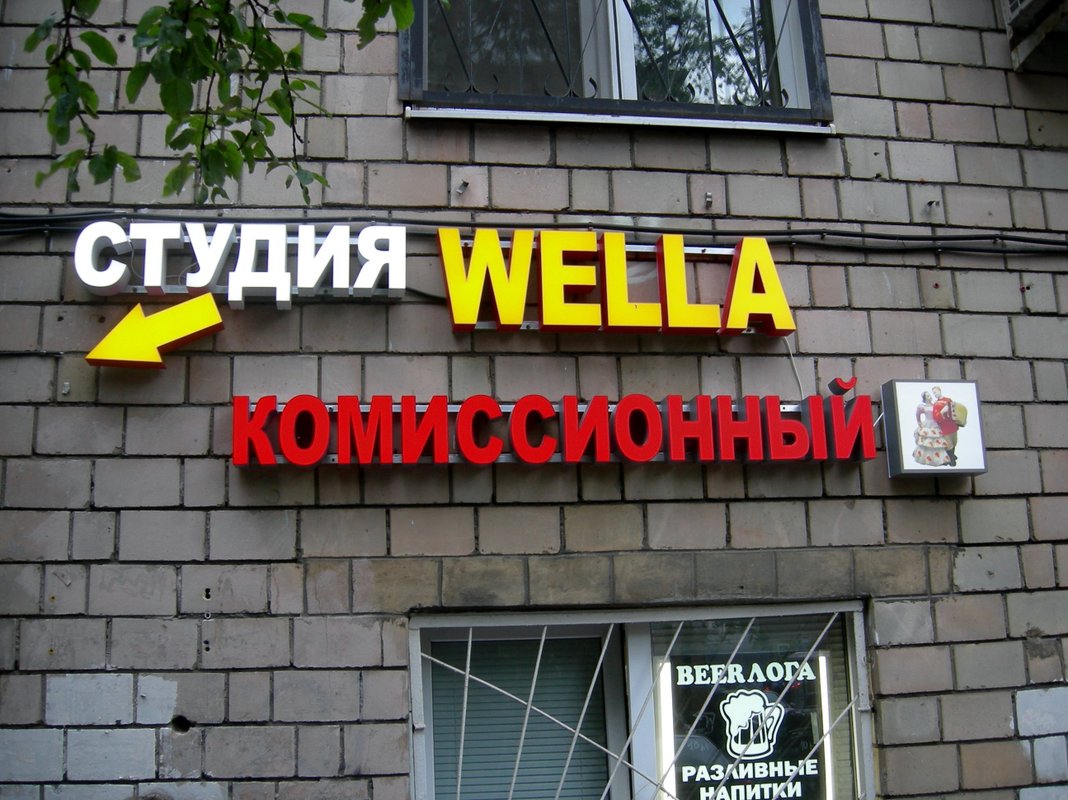 СТУДИЯ WELLA
КОМИССИОННЫЙ
BEERЛОГА
РАЗЛИВНЫЕ
НАПИТКИ